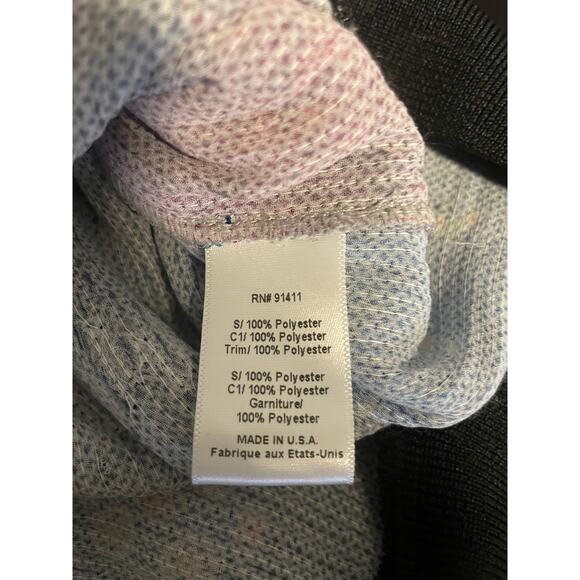 RN# 91411
S/ 100% Polyester
C1/ 100% Polyester
Trim/ 100% Polyester
S/ 100% Polyester
C1/ 100% Polyester
Garniture/
100% Polyester
MADE IN U.S.A.
Fabrique aux Etats-Unis